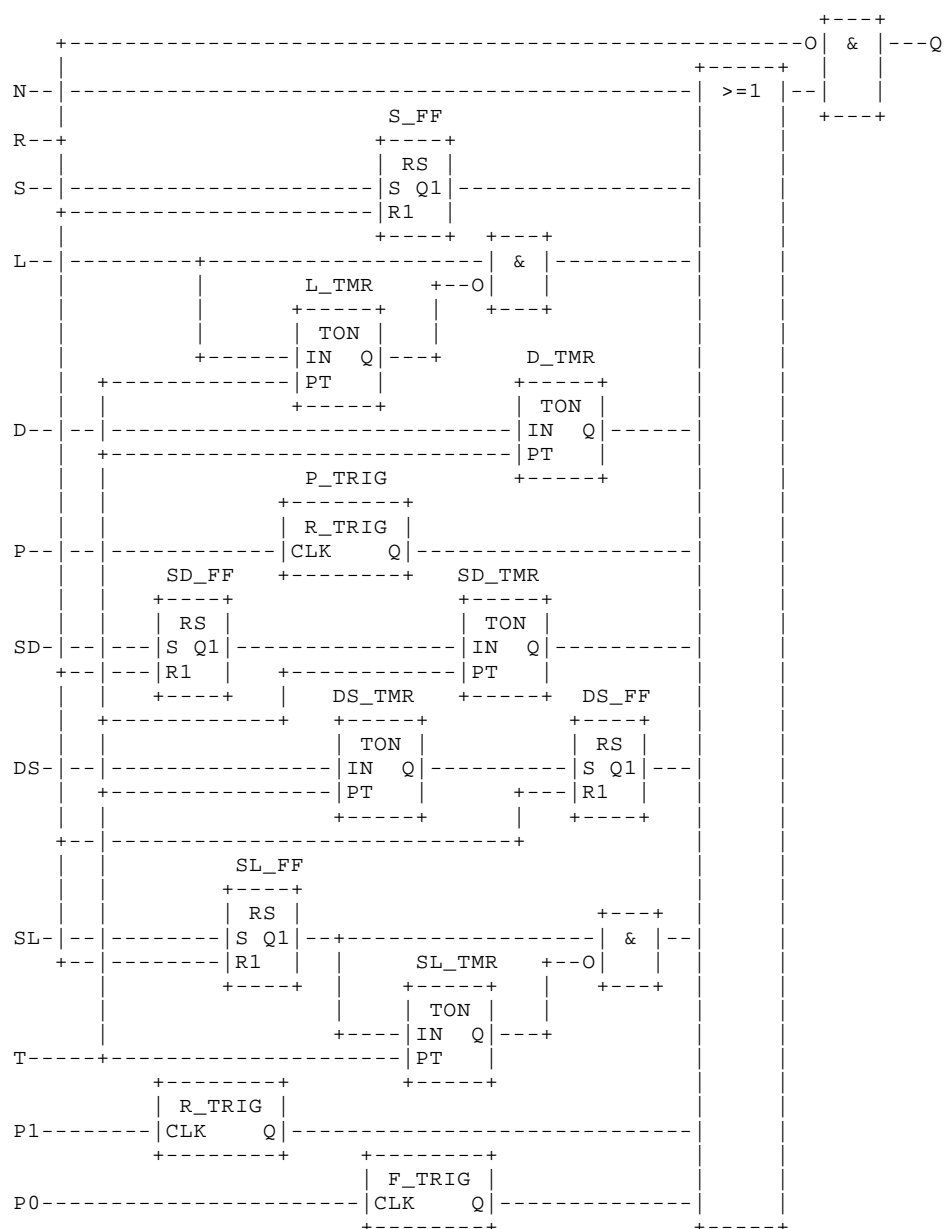 & Q
N >=1
S_FF
R
RS
S S Q1
R1
L &
L_TMR
TON
IN Q D_TMR
PT
TON
D IN Q
PT
P_TRIG
R_TRIG
P CLK Q
SD_FF SD_TMR
RS TON
SD S Q1 IN Q
R1 PT
DS_TMR DS_FF
TON RS
DS IN Q S Q1
PT R1
SL_FF
RS
SL S Q1 &
R1 SL_TMR
TON
IN Q
T PT
R_TRIG
P1 CLK Q
F_TRIG
P0 CLK Q